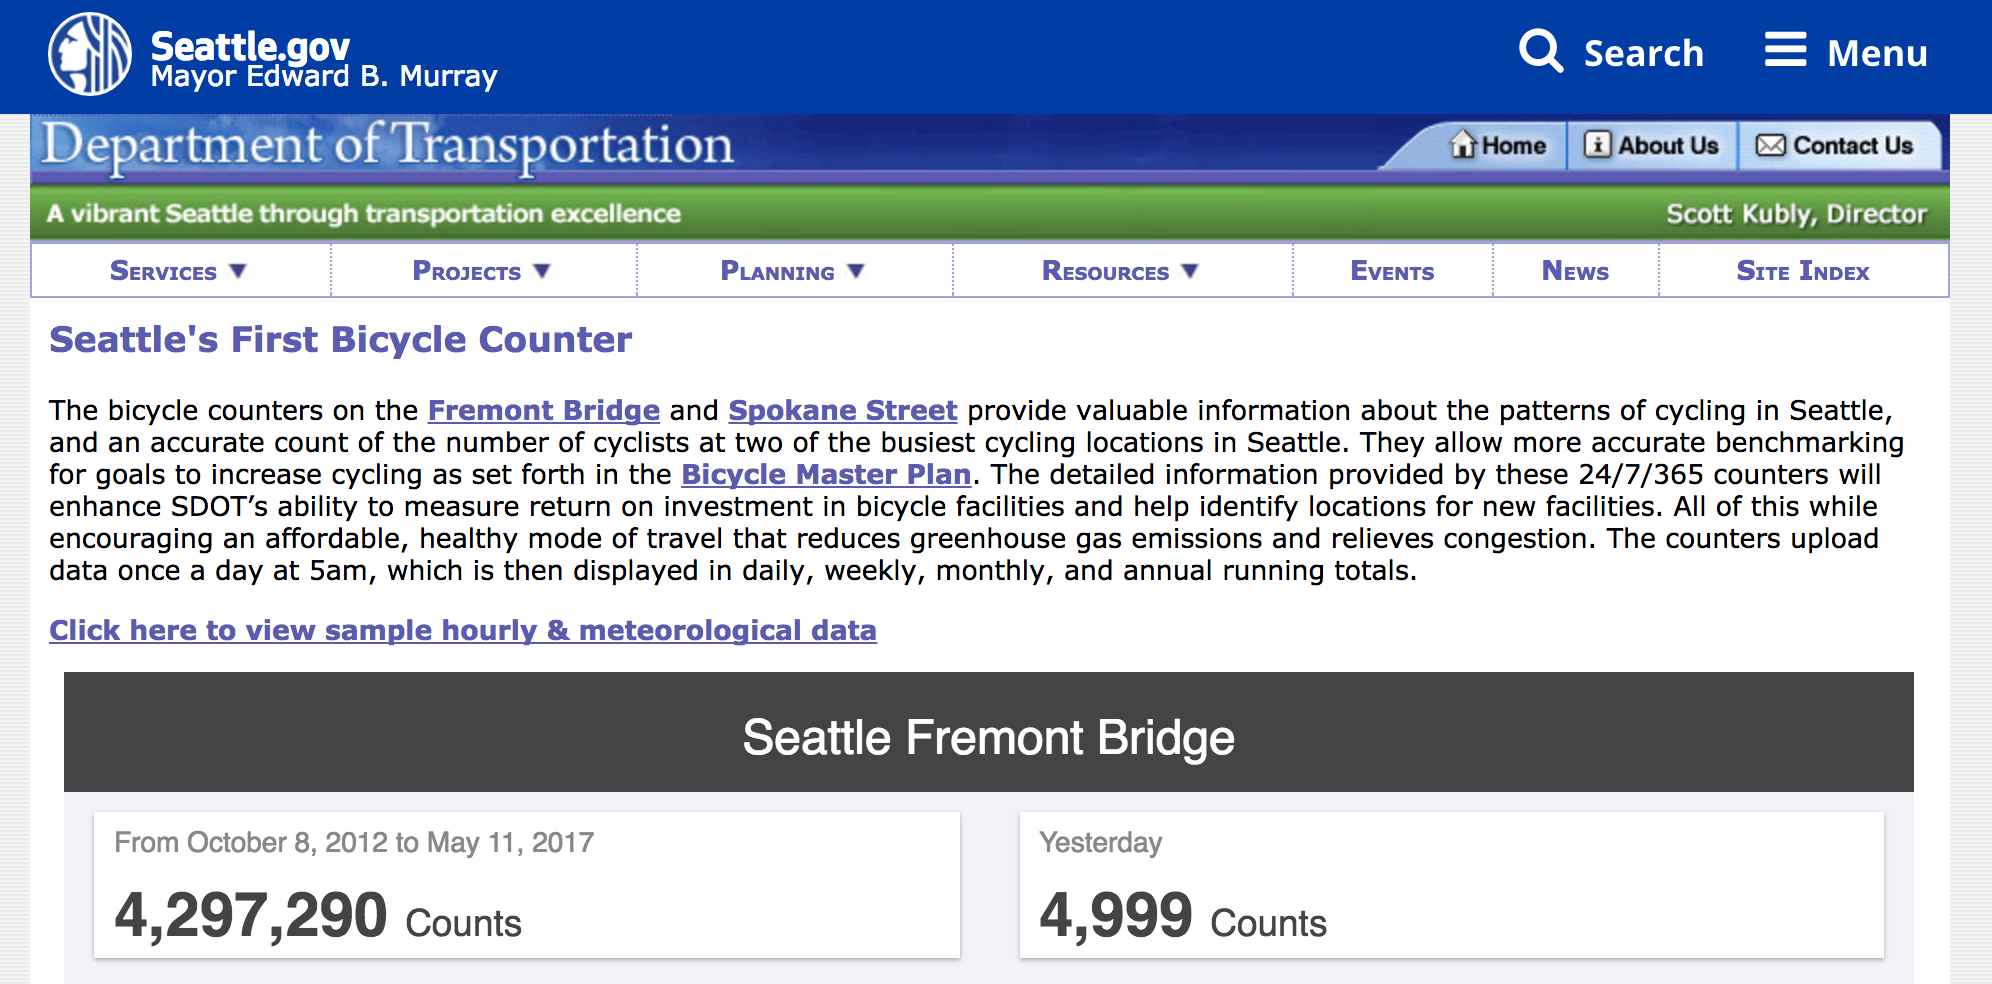 Seattle.gov
Mayor Edward B. Murray
Search
Menu
Department of Transportation
Home
About Us
Contact Us
A vibrant Seattle through transportation excellence
Scott Kubly, Director
Services ▼
Projects ▼
Planning ▼
Resources ▼
Events
News
Site Index
Seattle's First Bicycle Counter
The bicycle counters on the Fremont Bridge and Spokane Street provide valuable information about the patterns of cycling in Seattle,
and an accurate count of the number of cyclists at two of the busiest cycling locations in Seattle. They allow more accurate benchmarking
for goals to increase cycling as set forth in the Bicycle Master Plan. The detailed information provided by these 24/7/365 counters will
enhance SDOT’s ability to measure return on investment in bicycle facilities and help identify locations for new facilities. All of this while
encouraging an affordable, healthy mode of travel that reduces greenhouse gas emissions and relieves congestion. The counters upload
data once a day at 5am, which is then displayed in daily, weekly, monthly, and annual running totals.
Click here to view sample hourly & meteorological data
Seattle Fremont Bridge
From October 8, 2012 to May 11, 2017
4,297,290 Counts
Yesterday
4,999 Counts